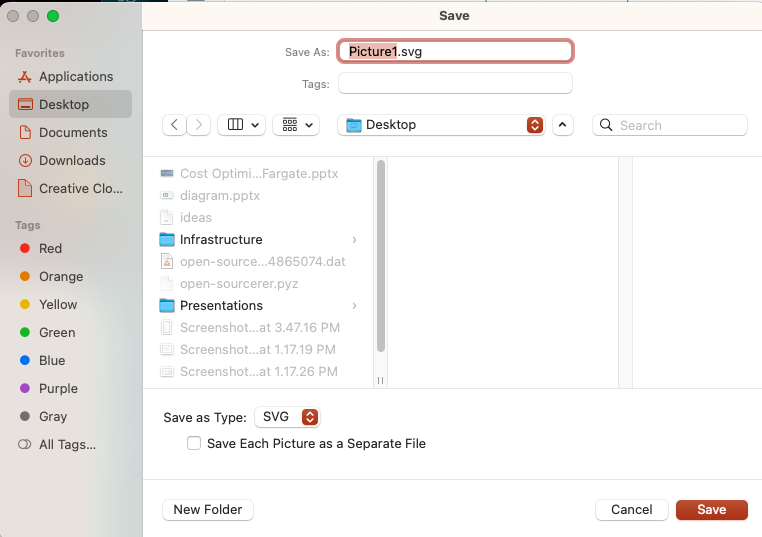 Save
Favorites
Applications
Desktop
Documents
Downloads
Creative Clo...
Tags
Red
Orange
Yellow
Green
Blue
Purple
Gray
All Tags...
Save As: Picture1.svg
Tags:
Desktop
Search
Cost Optimi...Fargate.pptx
diagram.pptx
ideas
Infrastructure
open-source...4865074.dat
open-sourcerer.pyz
Presentations
Screenshot...at 3.47.16 PM
Screenshot...at 1.17.19 PM
Screenshot...at 1.17.26 PM
Save as Type: SVG
Save Each Picture as a Separate File
New Folder Cancel Save